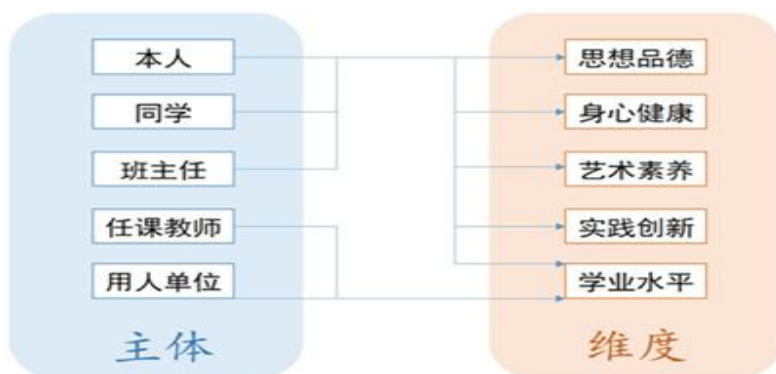 本人
同学
班主任
任课教师
用人单位
主体
思想品德
身心健康
艺术素养
实践创新
学业水平
维度